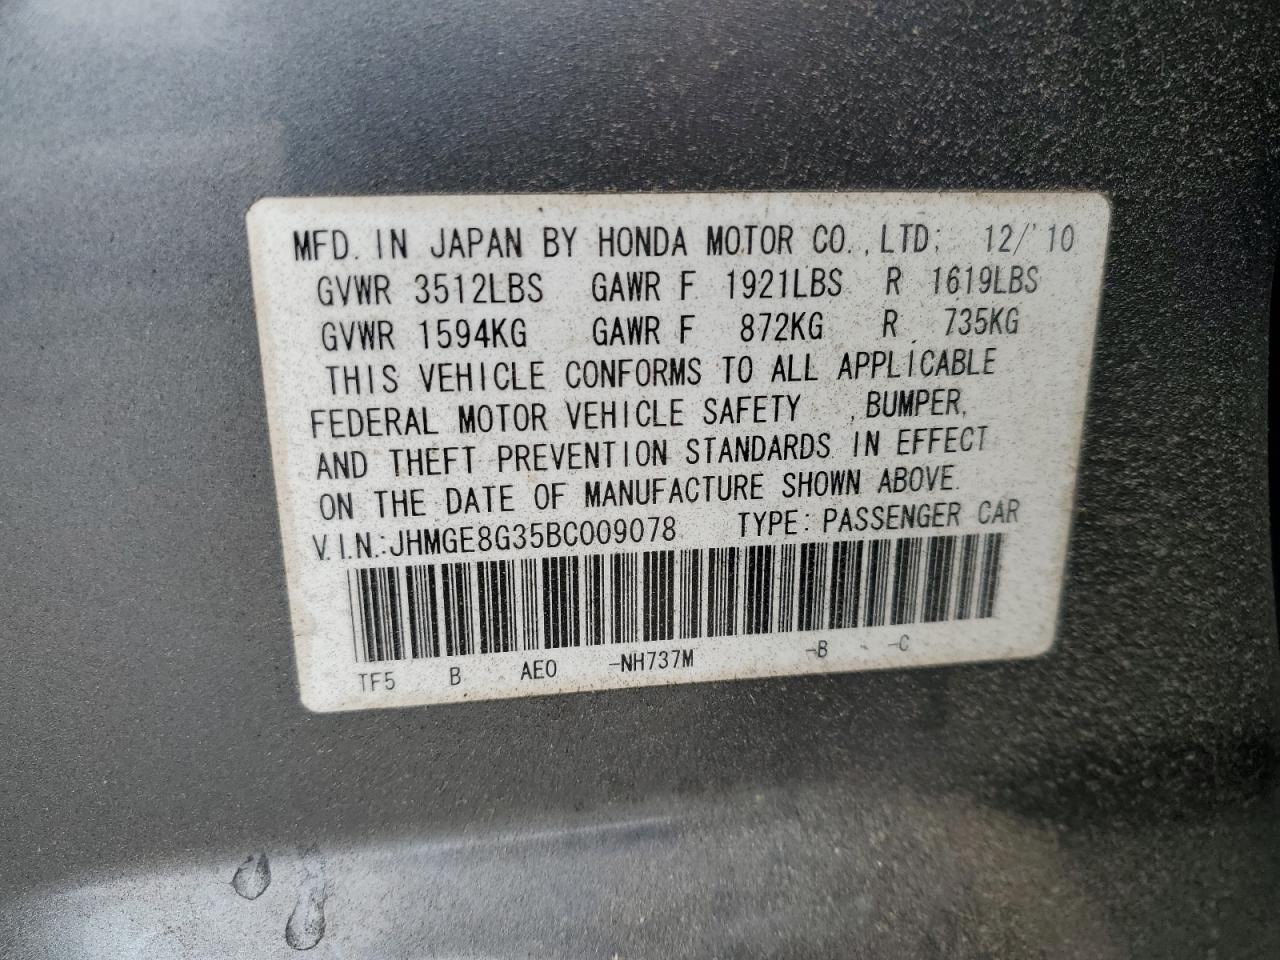 MFD. IN JAPAN BY HONDA MOTOR CO., LTD; 12/'10
GVWR 3512LBS GAWR F 1921LBS R 1619LBS
GVWR 1594KG GAWR F 872KG R 735KG
THIS VEHICLE CONFORMS TO ALL APPLICABLE
FEDERAL MOTOR VEHICLE SAFETY , BUMPER,
AND THEFT PREVENTION STANDARDS IN EFFECT
ON THE DATE OF MANUFACTURE SHOWN ABOVE.
V.I.N.:JHMGE8G35BC009078 TYPE: PASSENGER CAR
TF5 B AE0 -NH737M -B -C